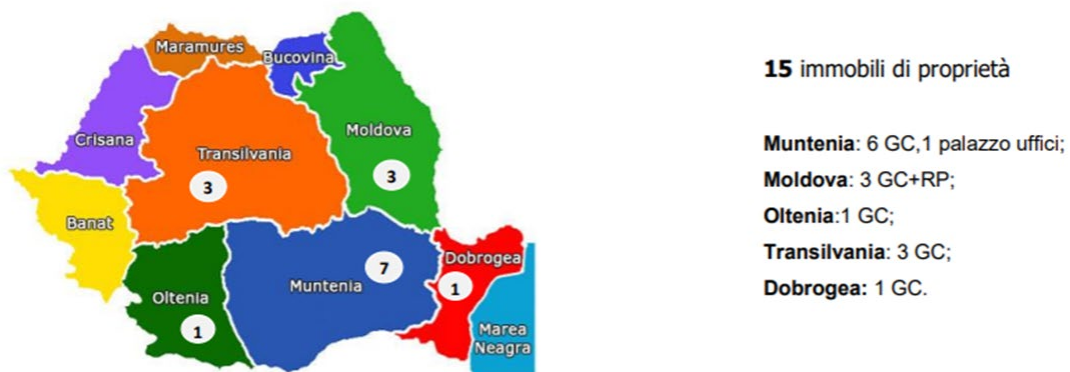 Maramures
Bucovina
Crisana
Transilvania
3
Moldova
3
Banat
Oltenia
1
Muntenia
7
Dobrogea
1
Marea
Neagra
15 immobili di proprietà
Muntenia: 6 GC,1 palazzo uffici;
Moldova: 3 GC+RP;
Oltenia:1 GC;
Transilvania: 3 GC;
Dobrogea: 1 GC.